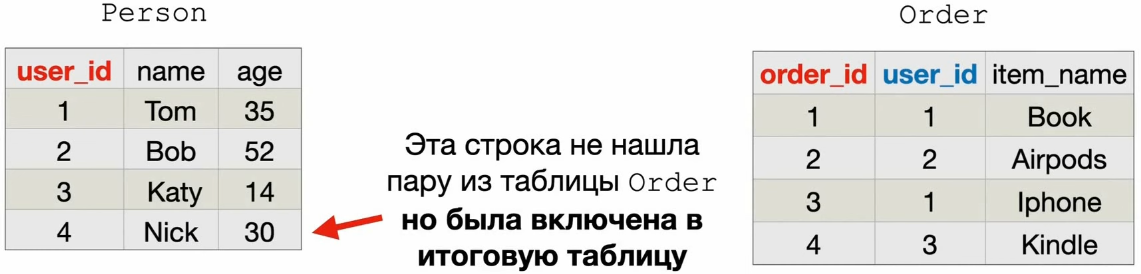 Person
user_id name age
1 Tom 35
2 Bob 52
3 Katy 14
4 Nick 30
Эта строка не нашла
пару из таблицы Order
но была включена в
итоговую таблицу
Order
order_id user_id item_name
1 1 Book
2 2 Airpods
3 1 Iphone
4 3 Kindle